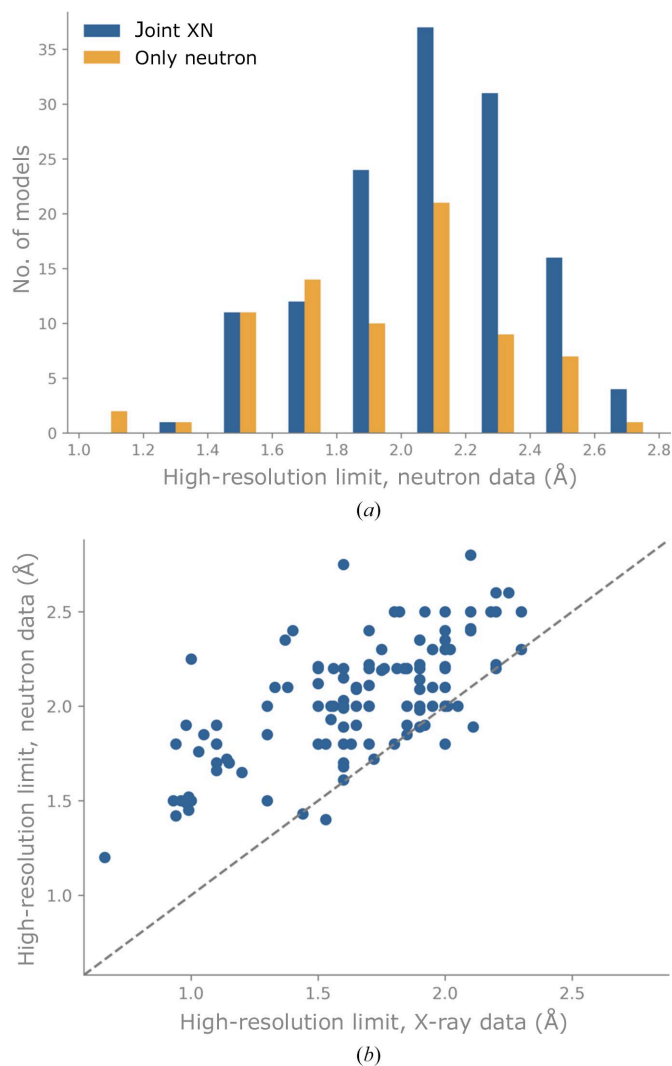 Joint XN
Only neutron
No. of models
35
30
25
20
15
10
5
0
1.0 1.2 1.4 1.6 1.8 2.0 2.2 2.4 2.6 2.8
High-resolution limit, neutron data (Å)
(a)
High-resolution limit, neutron data (Å)
2.5
2.0
1.5
1.0
1.0 1.5 2.0 2.5
High-resolution limit, X-ray data (Å)
(b)